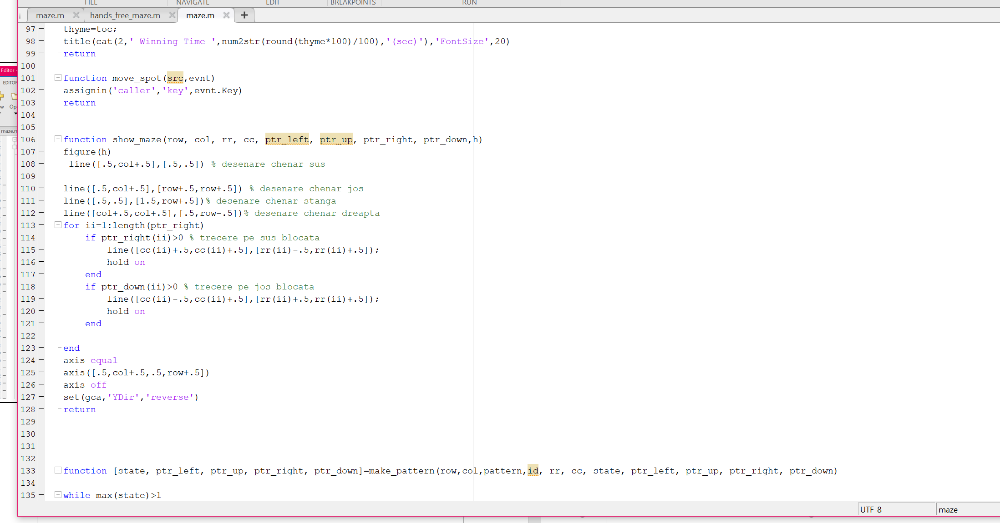 FILE NAVIGATE EDIT BREAKPOINTS RUN
maze.m hands_free_maze.m maze.m
Editor -
EDITOR
maze.m
97 thyme=toc;
98 title(cat(2,' Winning Time ',num2str(round(thyme*100)/100),'(sec)'),'FontSize',20)
99 return
100
101 function move_spot(src,evnt)
102 assignin('caller','key',evnt.Key)
103 return
104
105
106 function show_maze(row, col, rr, cc, ptr_left, ptr_up, ptr_right, ptr_down,h)
107 figure(h)
108 line([.5,col+.5],[.5,.5]) % desenare chenar sus
109
110 line([.5,col+.5],[row+.5,row+.5]) % desenare chenar jos
111 line([.5,.5],[1.5,row+.5])% desenare chenar stanga
112 line([col+.5,col+.5],[.5,row-.5])% desenare chenar dreapta
113 for ii=1:length(ptr_right)
114 if ptr_right(ii)>0 % trecere pe sus blocata
115 line([cc(ii)+.5,cc(ii)+.5],[rr(ii)-.5,rr(ii)+.5]);
116 hold on
117 end
118 if ptr_down(ii)>0 % trecere pe jos blocata
119 line([cc(ii)-.5,cc(ii)+.5],[rr(ii)+.5,rr(ii)+.5]);
120 hold on
121 end
122
123 end
124 axis equal
125 axis([.5,col+.5,.5,row+.5])
126 axis off
127 set(gca,'YDir','reverse')
128 return
129
130
131
132
133 function [state, ptr_left, ptr_up, ptr_right, ptr_down]=make_pattern(row,col,pattern,id, rr, cc, state, ptr_left, ptr_up, ptr_right, ptr_down)
134
135 while max(state)>1
UTF-8 maze